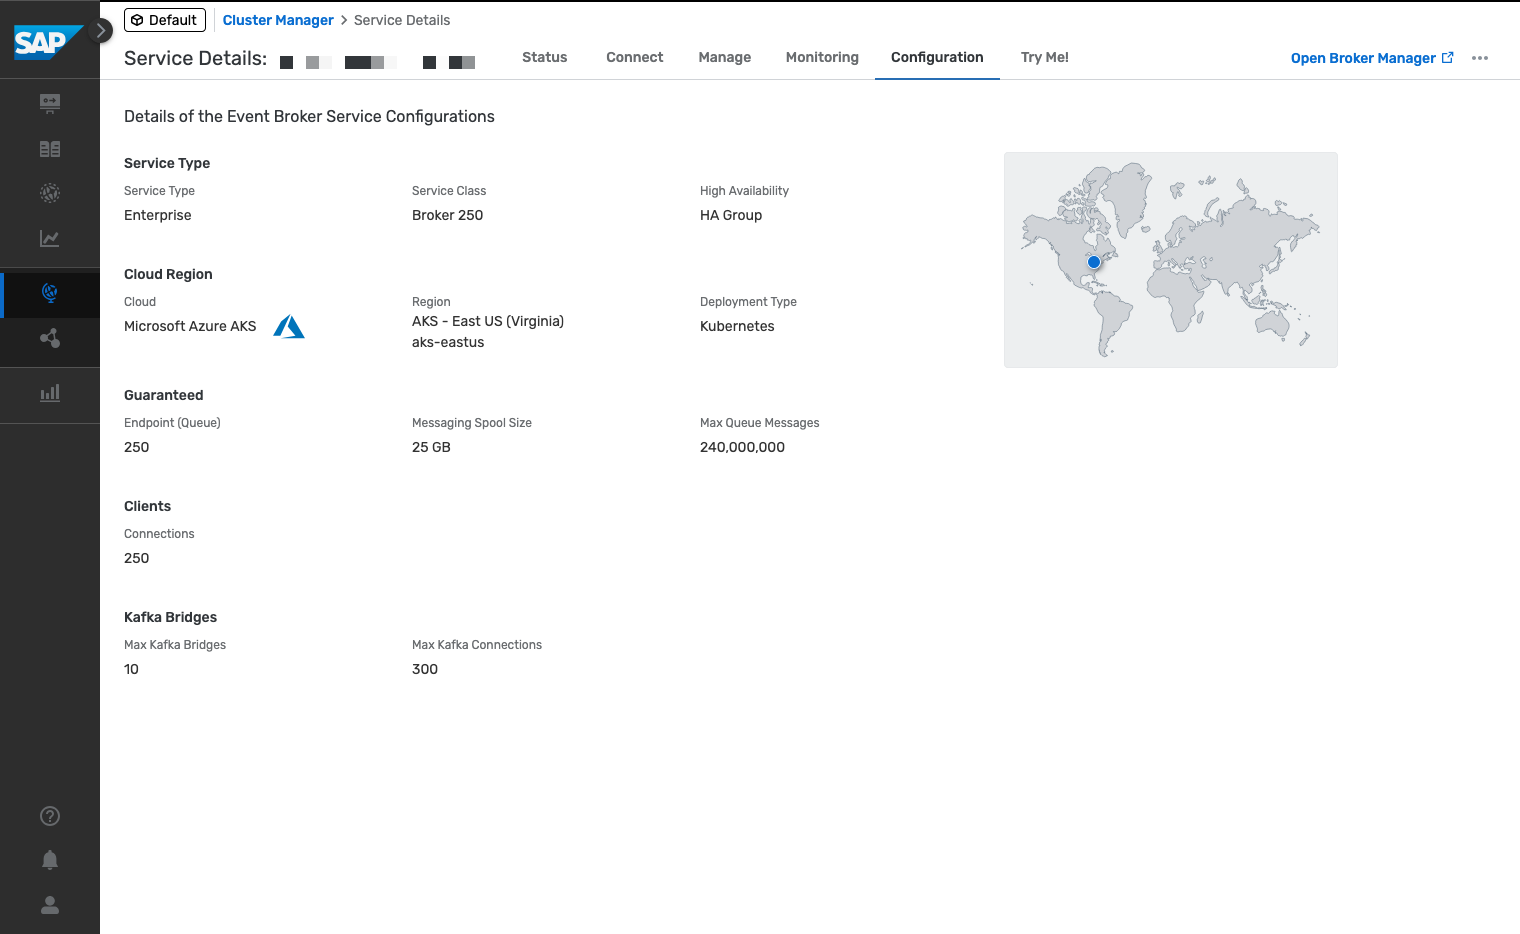 SAP
Default Cluster Manager > Service Details
Service Details: Status Connect Manage Monitoring Configuration Try Me! Open Broker Manager
Details of the Event Broker Service Configurations
Service Type
Service Type Service Class High Availability
Enterprise Broker 250 HA Group
Cloud Region
Cloud Region Deployment Type
Microsoft Azure AKS AKS - East US (Virginia) Kubernetes
aks-eastus
Guaranteed
Endpoint (Queue) Messaging Spool Size Max Queue Messages
250 25 GB 240,000,000
Clients
Connections
250
Kafka Bridges
Max Kafka Bridges Max Kafka Connections
10 300